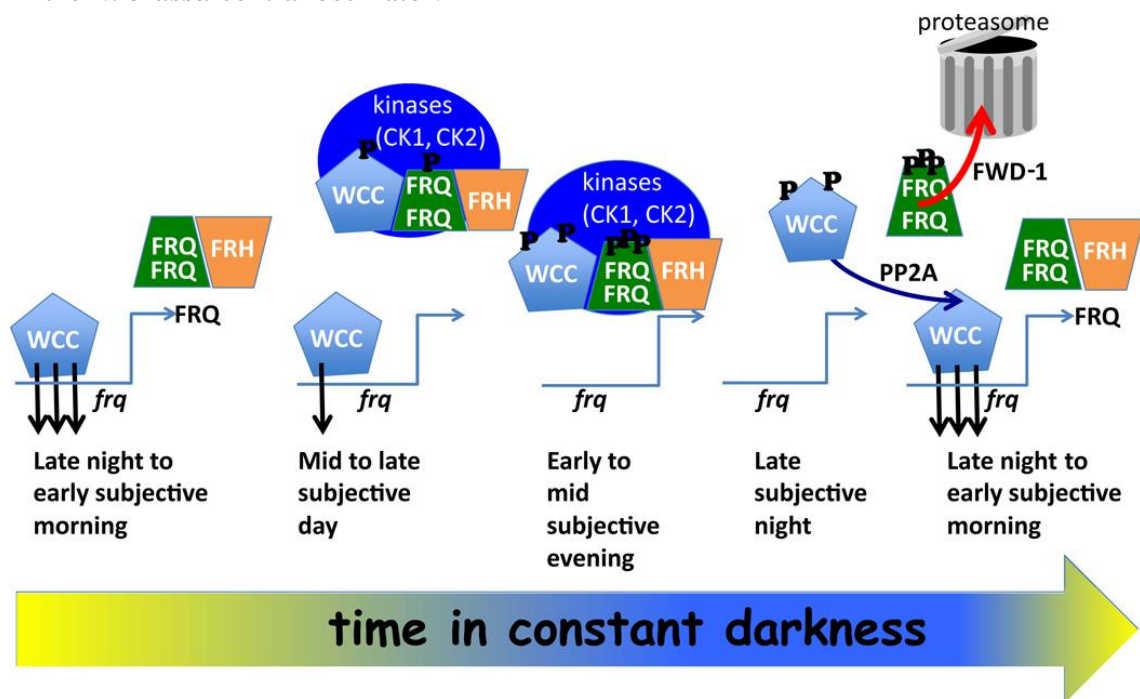 proteasome
kinases
(CK1, CK2)
P
P
WCC
FRQ
FRQ
FRH
kinases
(CK1, CK2)
P
P
P
P
P
WCC
FRQ
FRQ
FRH
P
P
WCC
P
P
P
FRQ
FRQ
FWD-1
PP2A
FRQ
FRQ
FRH
FRQ
WCC
frq
WCC
frq
frq
frq
FRQ
FRQ
FRH
FRQ
WCC
frq
Late night to
early subjective
morning
Mid to late
subjective
day
Early to
mid
subjective
evening
Late
subjective
night
Late night to
early subjective
morning
time in constant darkness